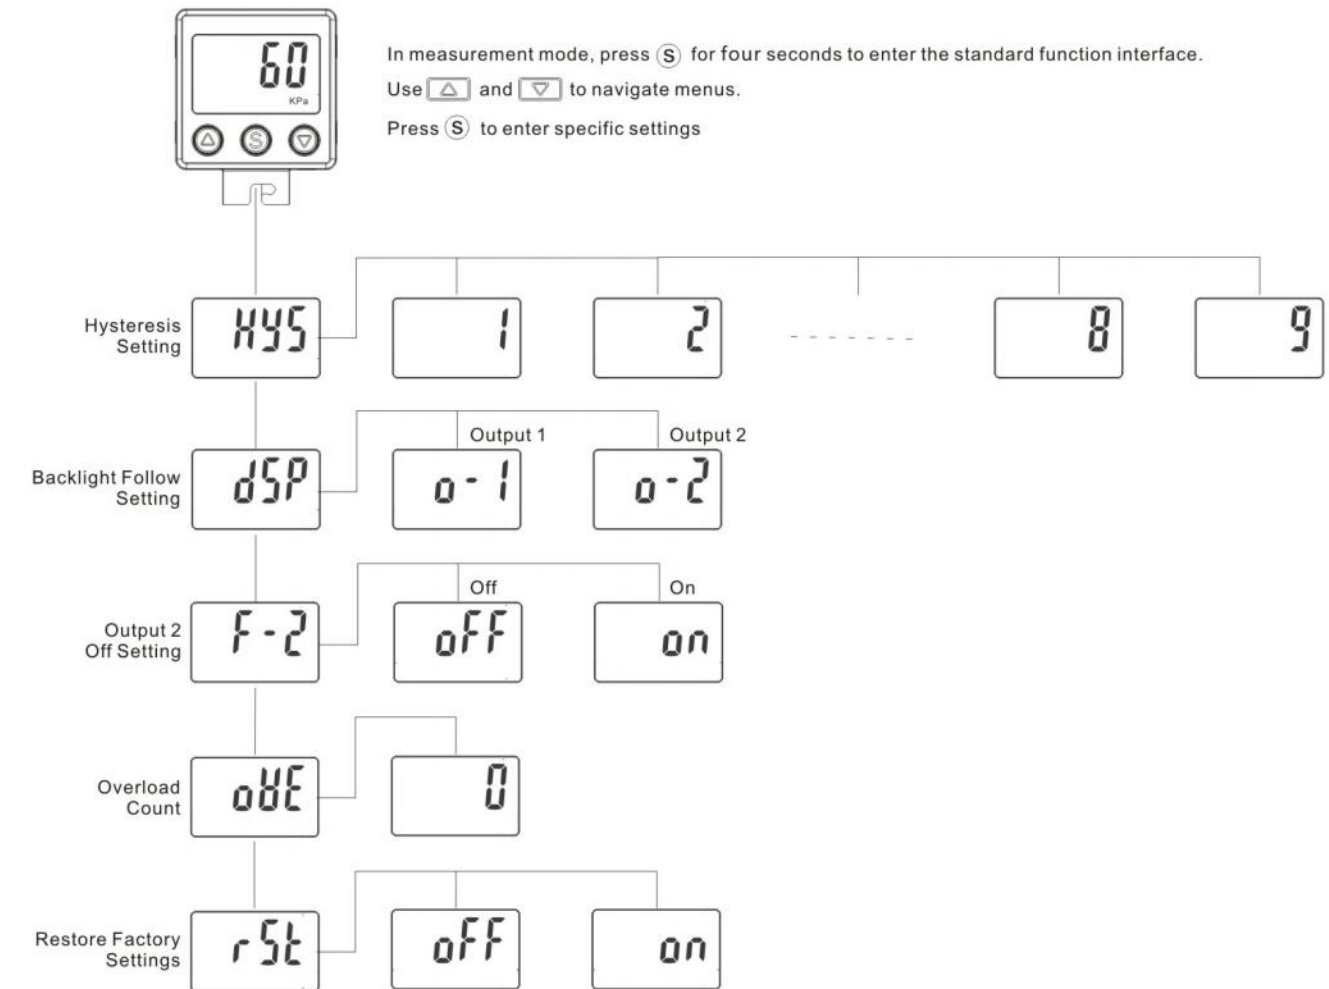 60
KPa
S
In measurement mode, press S for four seconds to enter the standard function interface.
Use △ and ▽ to navigate menus.
Press S to enter specific settings
Hysteresis
Setting
HYS
1
2
8
9
Backlight Follow
Setting
dSP
Output 1
o-1
Output 2
o-2
Output 2
Off Setting
F-2
Off
oFF
On
on
Overload
Count
oVE
0
Restore Factory
Settings
rSt
oFF
on